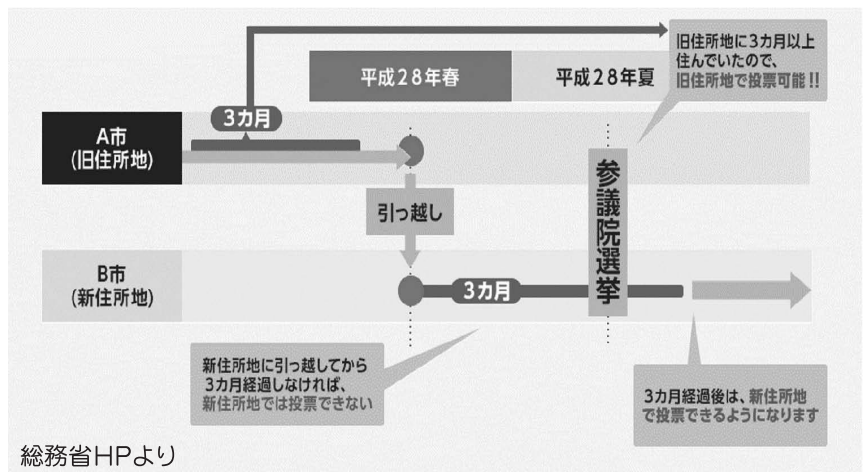 平成28年春
平成28年夏
旧住所地に3カ月以上
住んでいたので、
旧住所地で投票可能!!
3カ月
A市
(旧住所地)
引っ越し
参議院選挙
B市
(新住所地)
3カ月
新住所地に引っ越してから
3カ月経過しなければ、
新住所地では投票できない
3カ月経過後は、新住所地
で投票できるようになります
総務省HPより